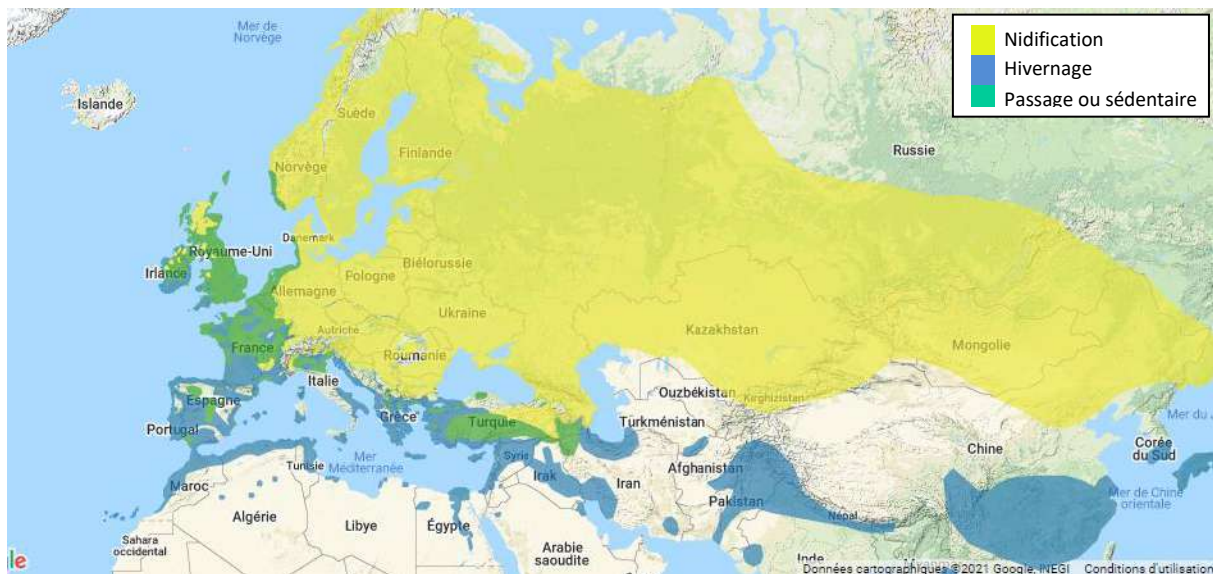 Nidification
Hivernage
Passage ou sédentaire
Mer de
Norvège
Islande
Suède
Finlande
Norvège
Russie
Danemark
Royaume-Uni
Irlande
Biélorussie
Pologne
Allemagne
Ukraine
Kazakhstan
Mongolie
Autriche
France
Roumanie
Italie
Ouzbékistan
Kirghizistan
Espagne
Grèce
Turquie
Turkménistan
Portugal
Chine
Corée
du Sud
Mer
Méditerranée
Tunisie
Syrie
Irak
Iran
Afghanistan
Maroc
Pakistan
Mer de Chine
orientale
Algérie
Libye
Égypte
Népal
Sahara
occidental
Arabie
saoudite
Inde
le
Données cartographiques ©2021 Google, INEGI Conditions d'utilisation